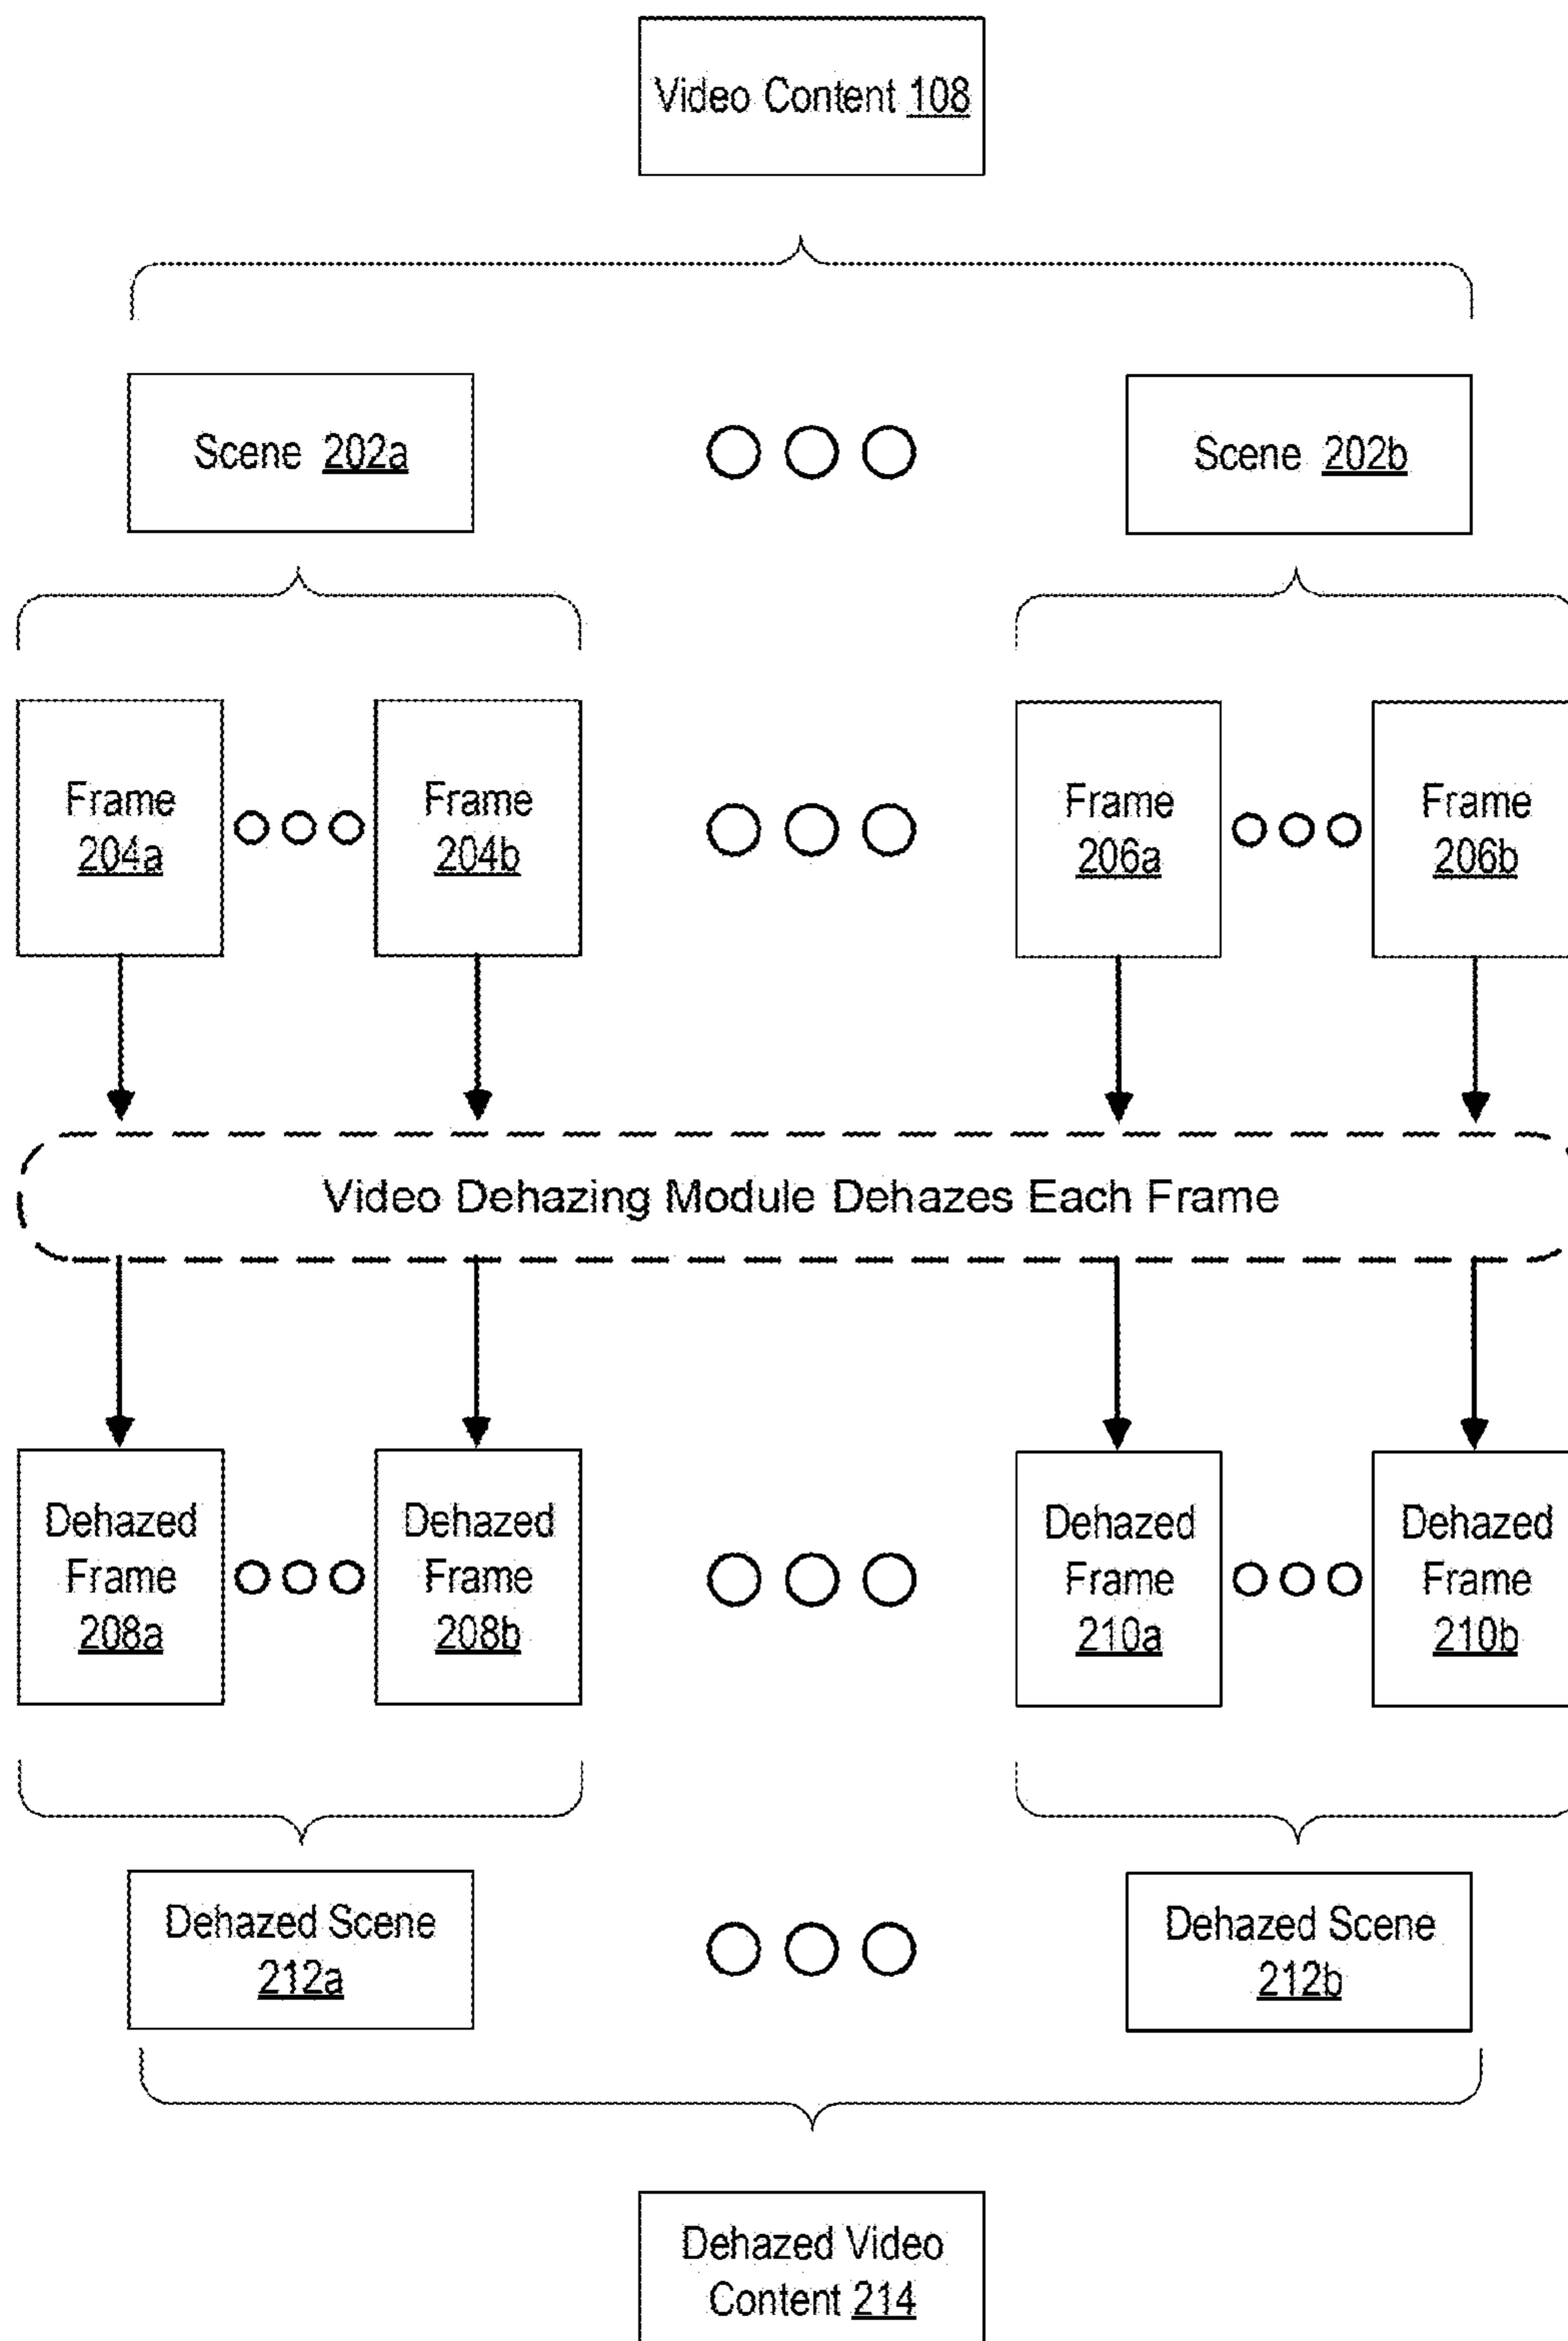 Video Content 108
Scene 202a
Scene 202b
Frame
204a
Frame
204b
Frame
206a
Frame
206b
Video Dehazing Module Dehazes Each Frame
Dehazed
Frame
208a
Dehazed
Frame
208b
Dehazed
Frame
210a
Dehazed
Frame
210b
Dehazed Scene
212a
Dehazed Scene
212b
Dehazed Video
Content 214